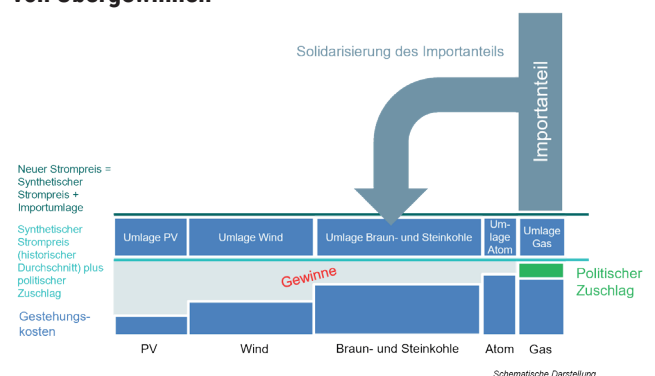 von Übergewinnen
Solidarisierung des Importanteils
Importanteil
Neuer Strompreis =
Synthetischer
Strompreis +
Importumlage
Synthetischer
Strompreis
(historischer
Durchschnitt) plus
politischer
Zuschlag
Umlage PV
Umlage Wind
Umlage Braun- und Steinkohle
Um-
lage
Atom
Umlage
Gas
Gewinne
Politischer
Zuschlag
Gestehungs-
kosten
PV
Wind
Braun- und Steinkohle
Atom
Gas
Schematische Darstellung